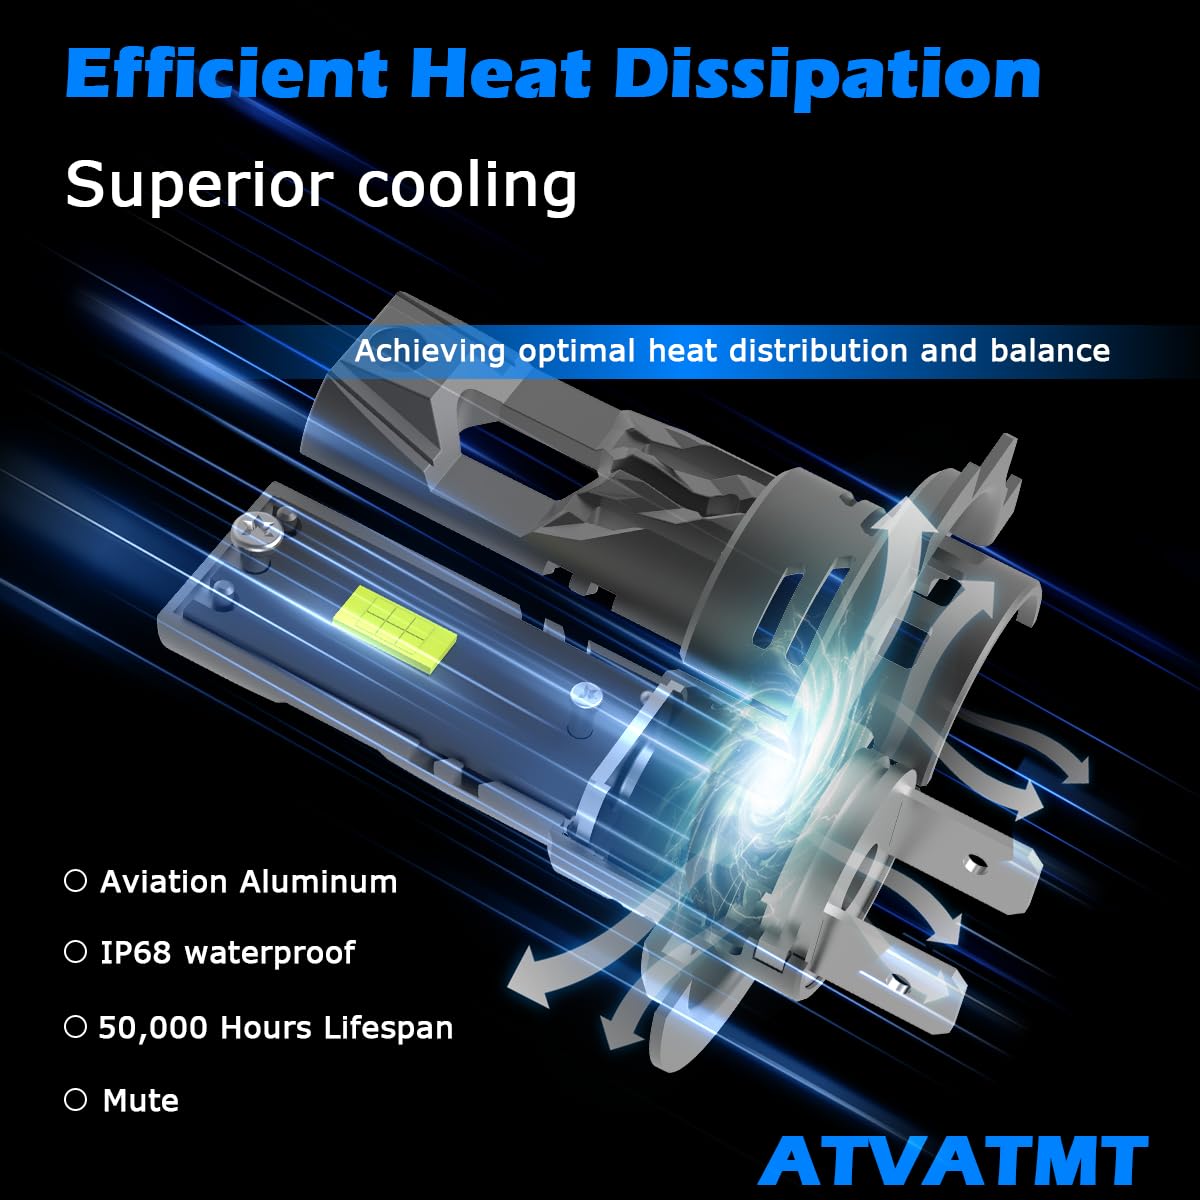 Efficient Heat Dissipation
Superior cooling
Achieving optimal heat distribution and balance
Aviation Aluminum
IP68 waterproof
50,000 Hours Lifespan
Mute
ATVATMT